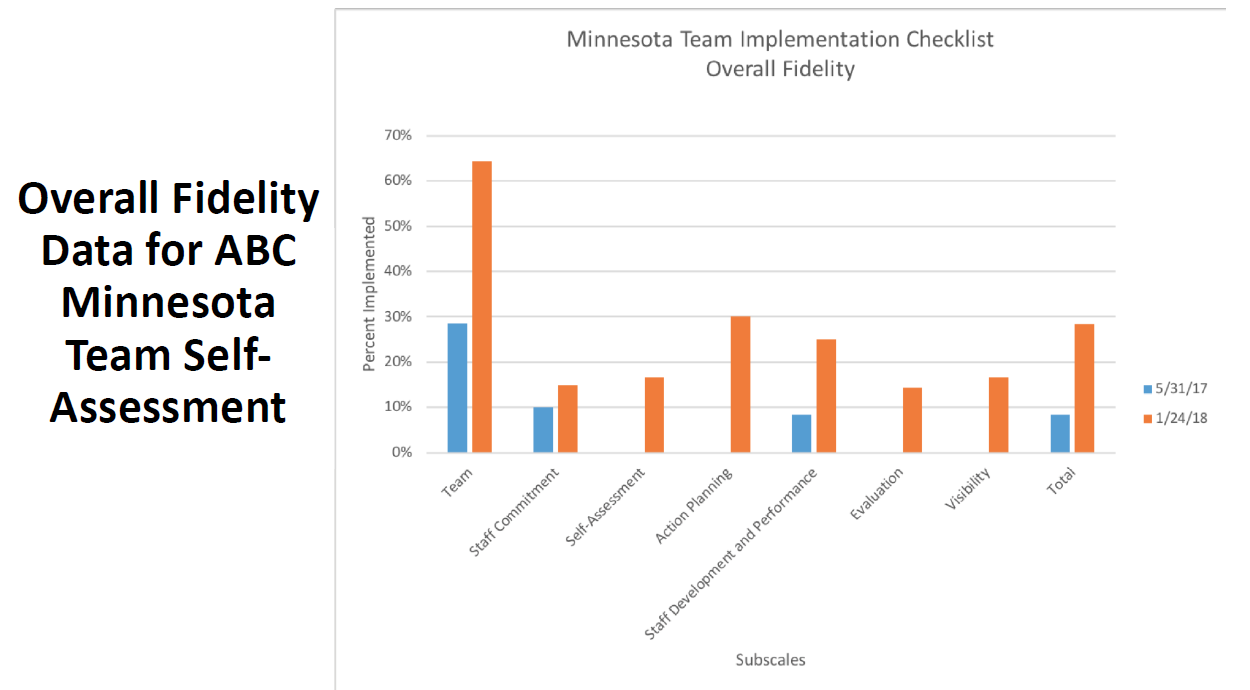 Overall Fidelity
Data for ABC
Minnesota
Team Self-
Assessment
Minnesota Team Implementation Checklist
Overall Fidelity
Percent Implemented
70%
60%
50%
40%
30%
20%
10%
0%
Team
Staff Commitment
Self-Assessment
Action Planning
Staff Development and Performance
Evaluation
Visibility
Total
Subscales
5/31/17
1/24/18